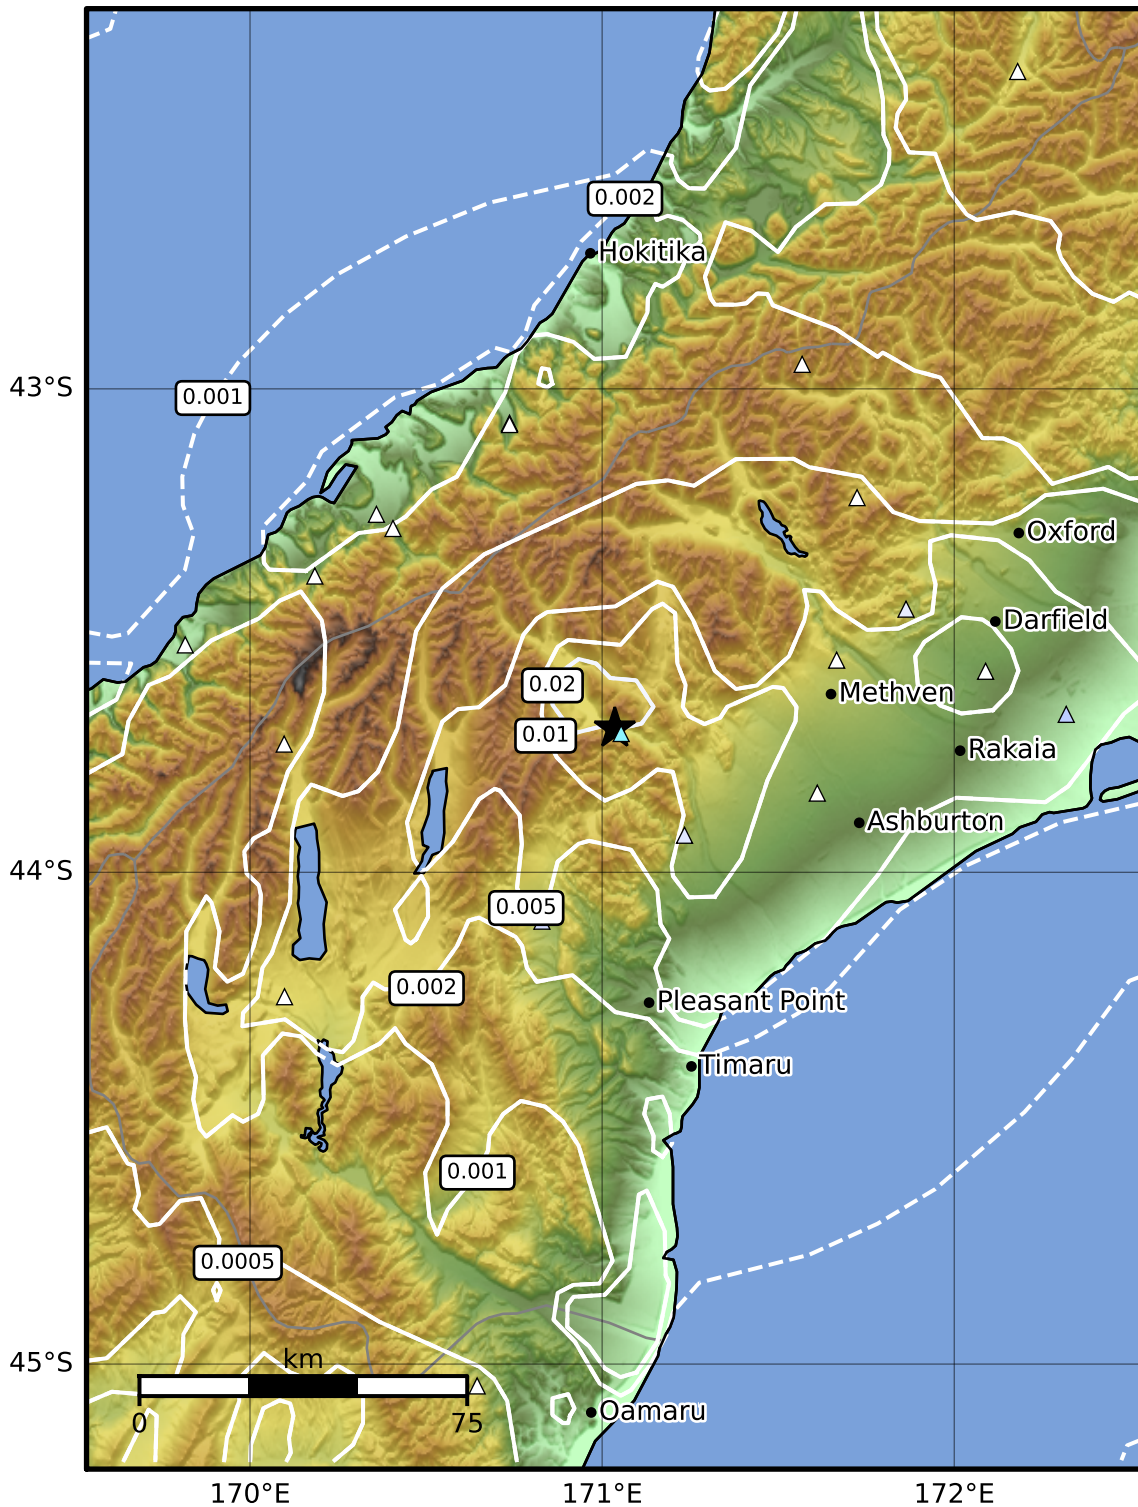 0.002
Hokitika
43°S
0.001
Oxford
Darfield
0.02
Methven
0.01
Rakaia
Ashburton
44°S
0.005
0.002
Pleasant Point
Timaru
0.001
0.0005
km
45°S
0 75
Oamaru
170°E 171°E 172°E